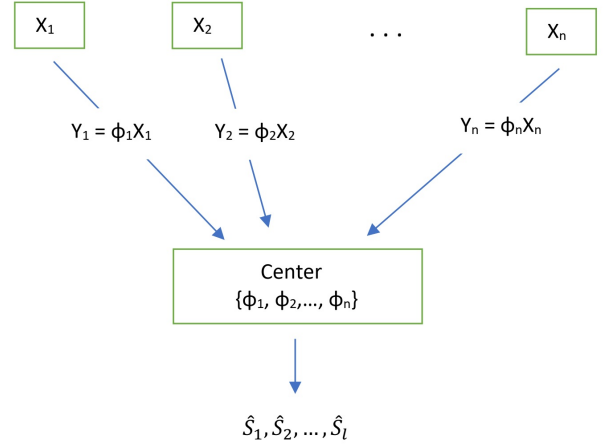 X₁ X₂ . . . Xₙ
Y₁ = ϕ₁X₁ Y₂ = ϕ₂X₂ Yₙ = ϕₙXₙ
Center
{ϕ₁, ϕ₂,..., ϕₙ}
Ŝ₁, Ŝ₂, … , Ŝₗ